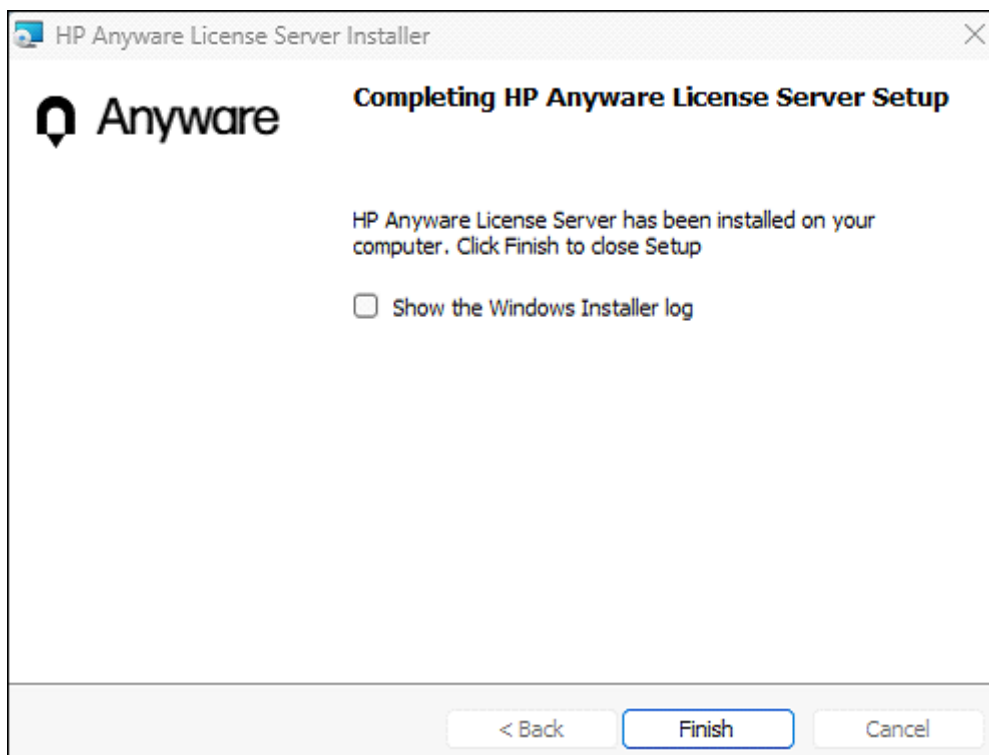 HP Anyware License Server Installer
Anyware
Completing HP Anyware License Server Setup
HP Anyware License Server has been installed on your
computer. Click Finish to close Setup
Show the Windows Installer log
< Back
Finish
Cancel